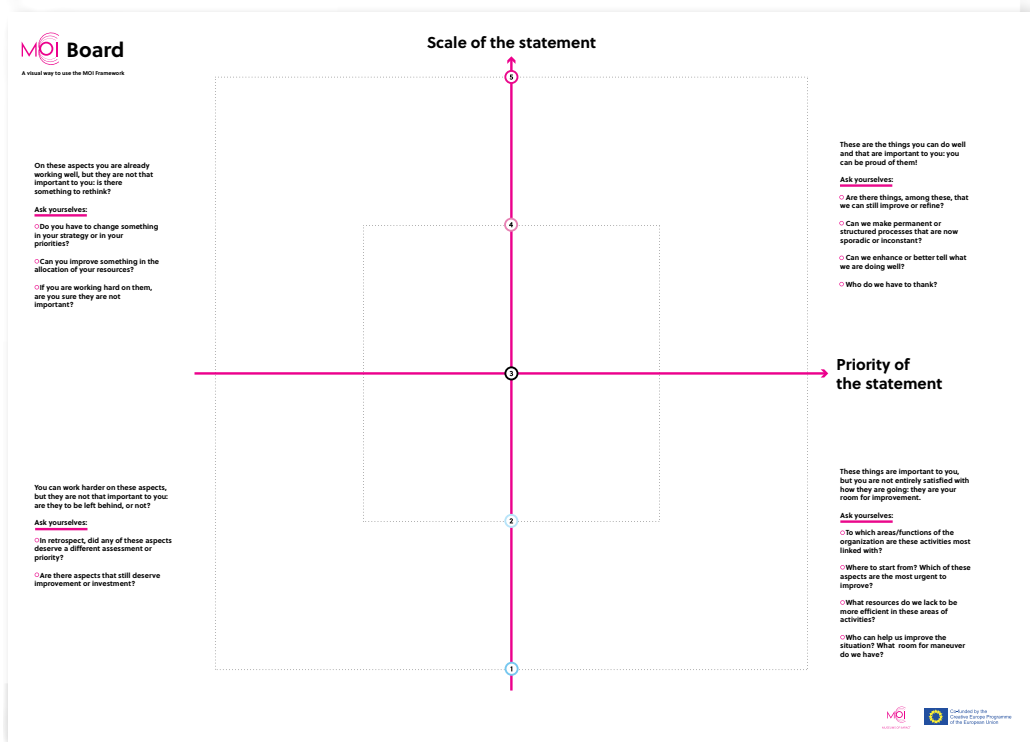 MOI Board
A visual way to use the MOI Framework
Scale of the statement
5
4
3
2
1
Priority of
the statement
On these aspects you are already
working well, but they are not that
important to you: is there
something to rethink?
Ask yourselves:
Do you have to change something
in your strategy or in your
priorities?
Can you improve something in the
allocation of your resources?
If you are working hard on them,
are you sure they are not
important?
These are the things you can do well
and that are important to you: you
can be proud of them!
Ask yourselves:
Are there things, among these, that
we can still improve or refine?
Can we make permanent or
structured processes that are now
sporadic or inconstant?
Can we enhance or better tell what
we are doing well?
Who do we have to thank?
You can work harder on these aspects,
but they are not that important to you:
are they to be left behind, or not?
Ask yourselves:
In retrospect, did any of these aspects
deserve a different assessment or
priority?
Are there aspects that still deserve
improvement or investment?
These things are important to you,
but you are not entirely satisfied with
how they are going: they are your
room for improvement.
Ask yourselves:
To which areas/functions of the
organization are these activities most
linked with?
Where to start from? Which of these
aspects are the most urgent to
improve?
What resources do we lack to be
more efficient in these areas of
activities?
Who can help us improve the
situation? What room for maneuver
do we have?
MOI
Co-funded by the
Creative Europe Programme
of the European Union